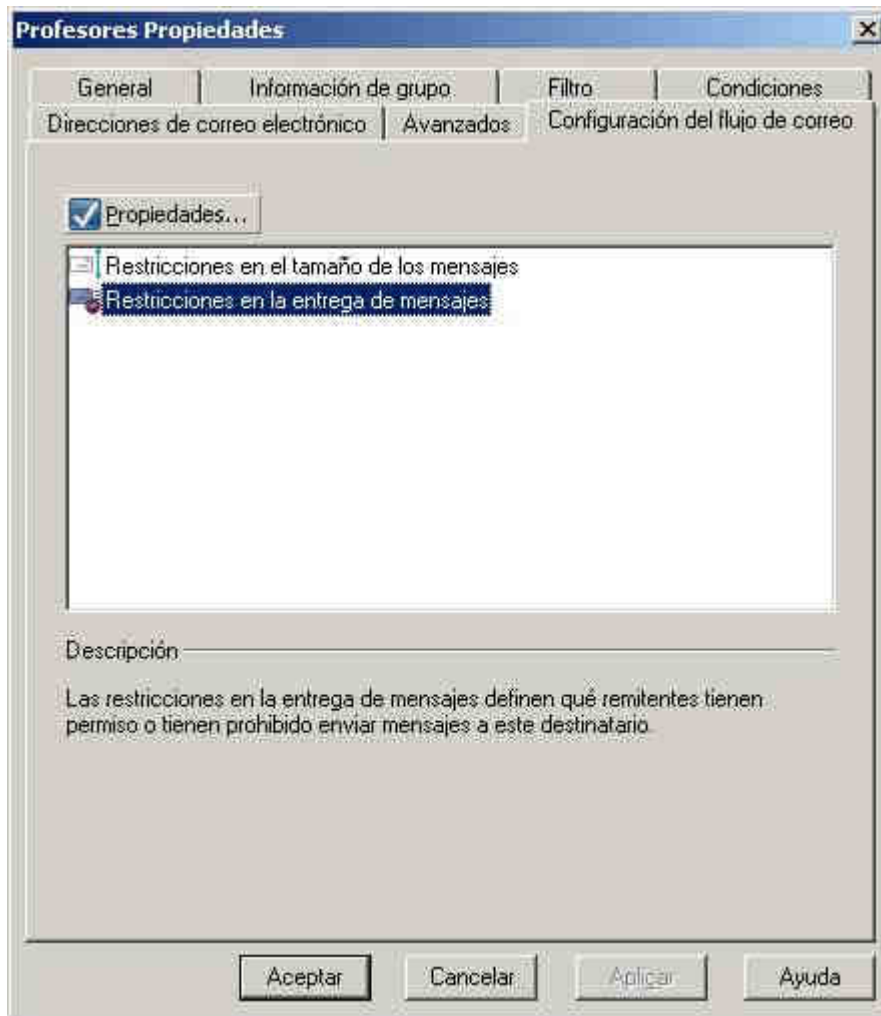 Profesores Propiedades
General
Información de grupo
Filtro
Condiciones
Direcciones de correo electrónico
Avanzados
Configuración del flujo de correo
Propiedades...
Restricciones en el tamaño de los mensajes
Restricciones en la entrega de mensajes
Descripción
Las restricciones en la entrega de mensajes definen qué remitentes tienen
permiso o tienen prohibido enviar mensajes a este destinatario.
Aceptar
Cancelar
Aplicar
Ayuda